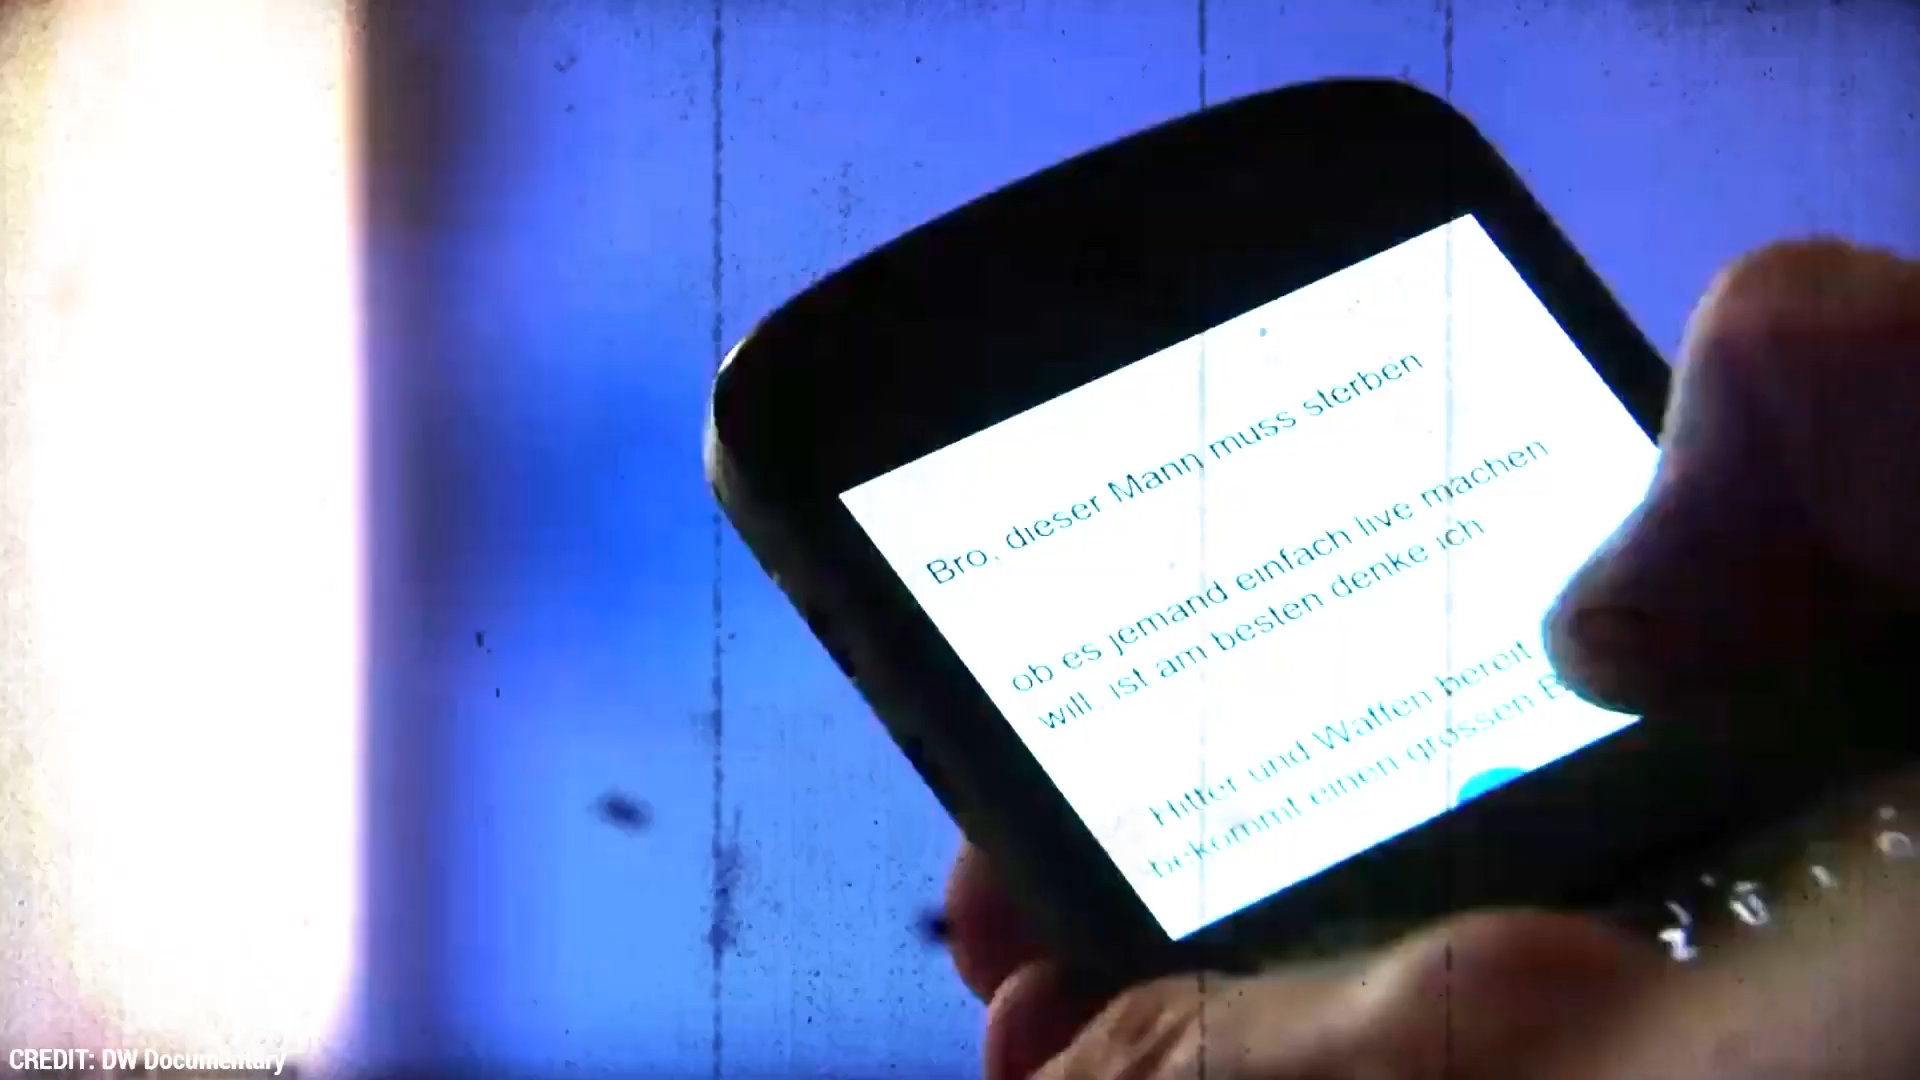 Bro, dieser Mann muss sterben
ob es jemand einfach live machen
will, ist am besten denke ich
Hitter und Waffen bereit
bekommt einen grossen
CREDIT: DW Documentary